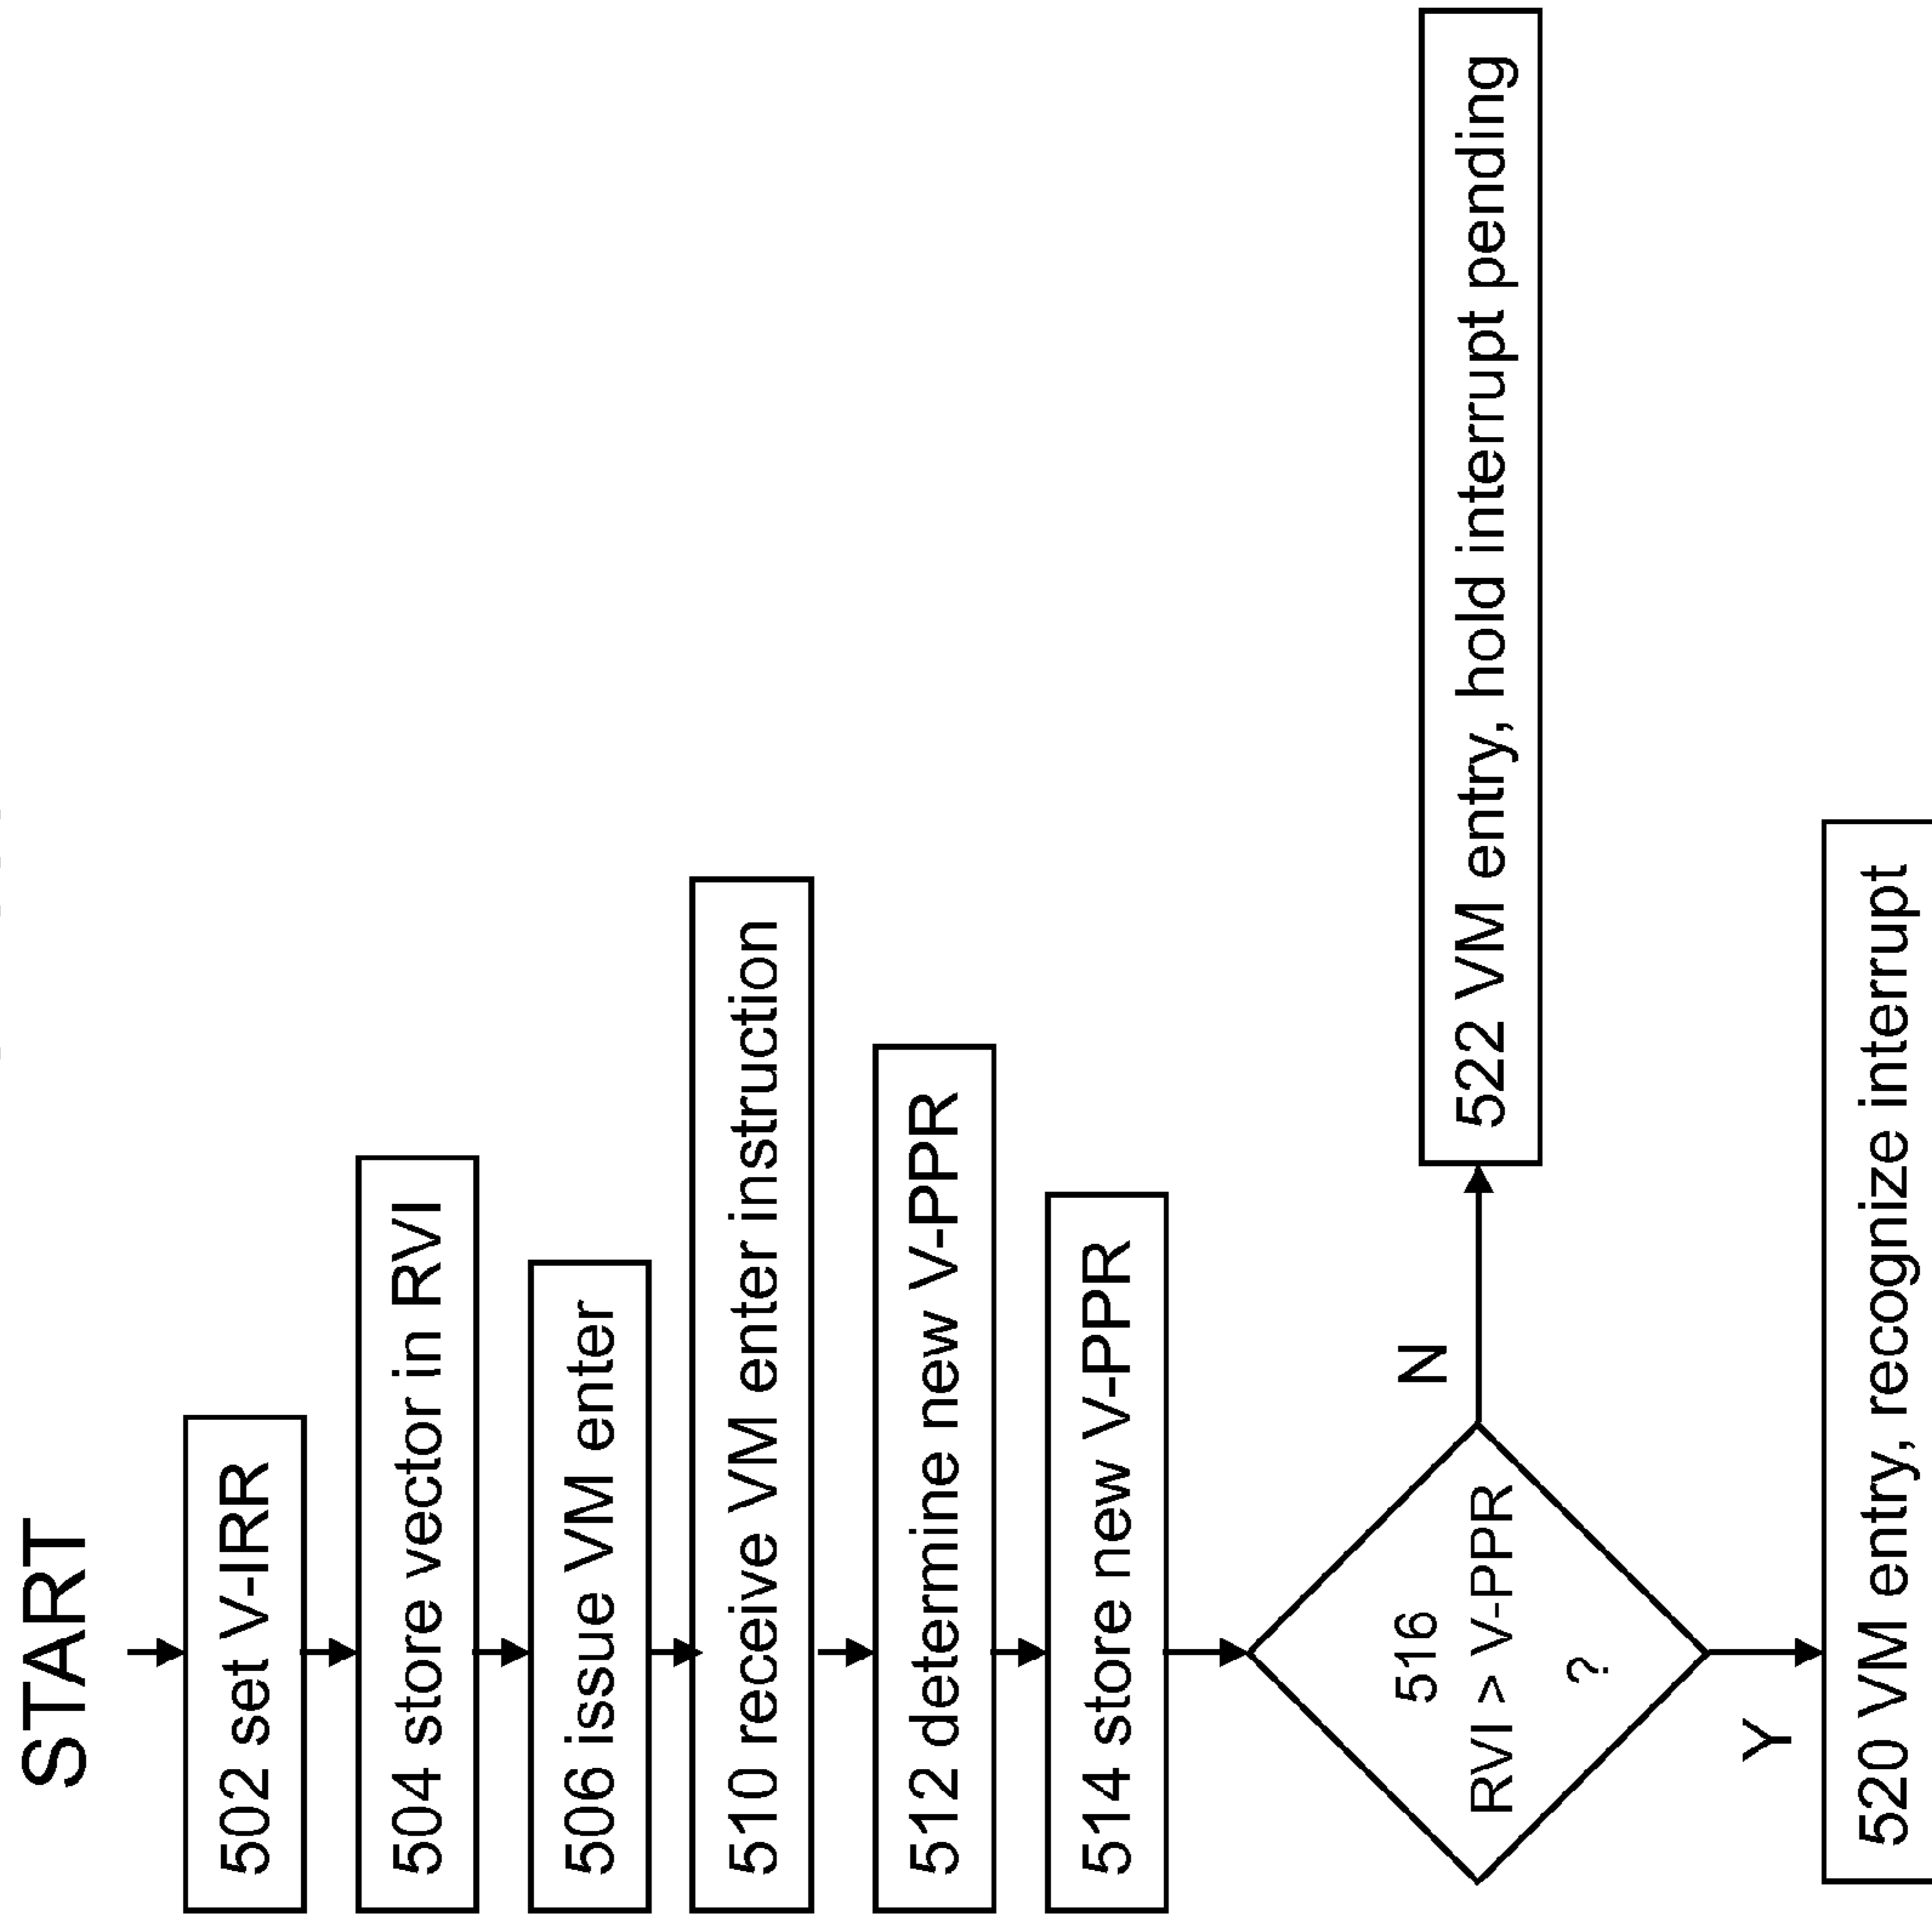 START
502 set V-IRR
504 store vector in RVI
506 issue VM enter
510 receive VM enter instruction
512 determine new V-PPR
514 store new V-PPR
516
RVI > V-PPR
?
N
522 VM entry, hold interrupt pending
Y
520 VM entry, recognize interrupt